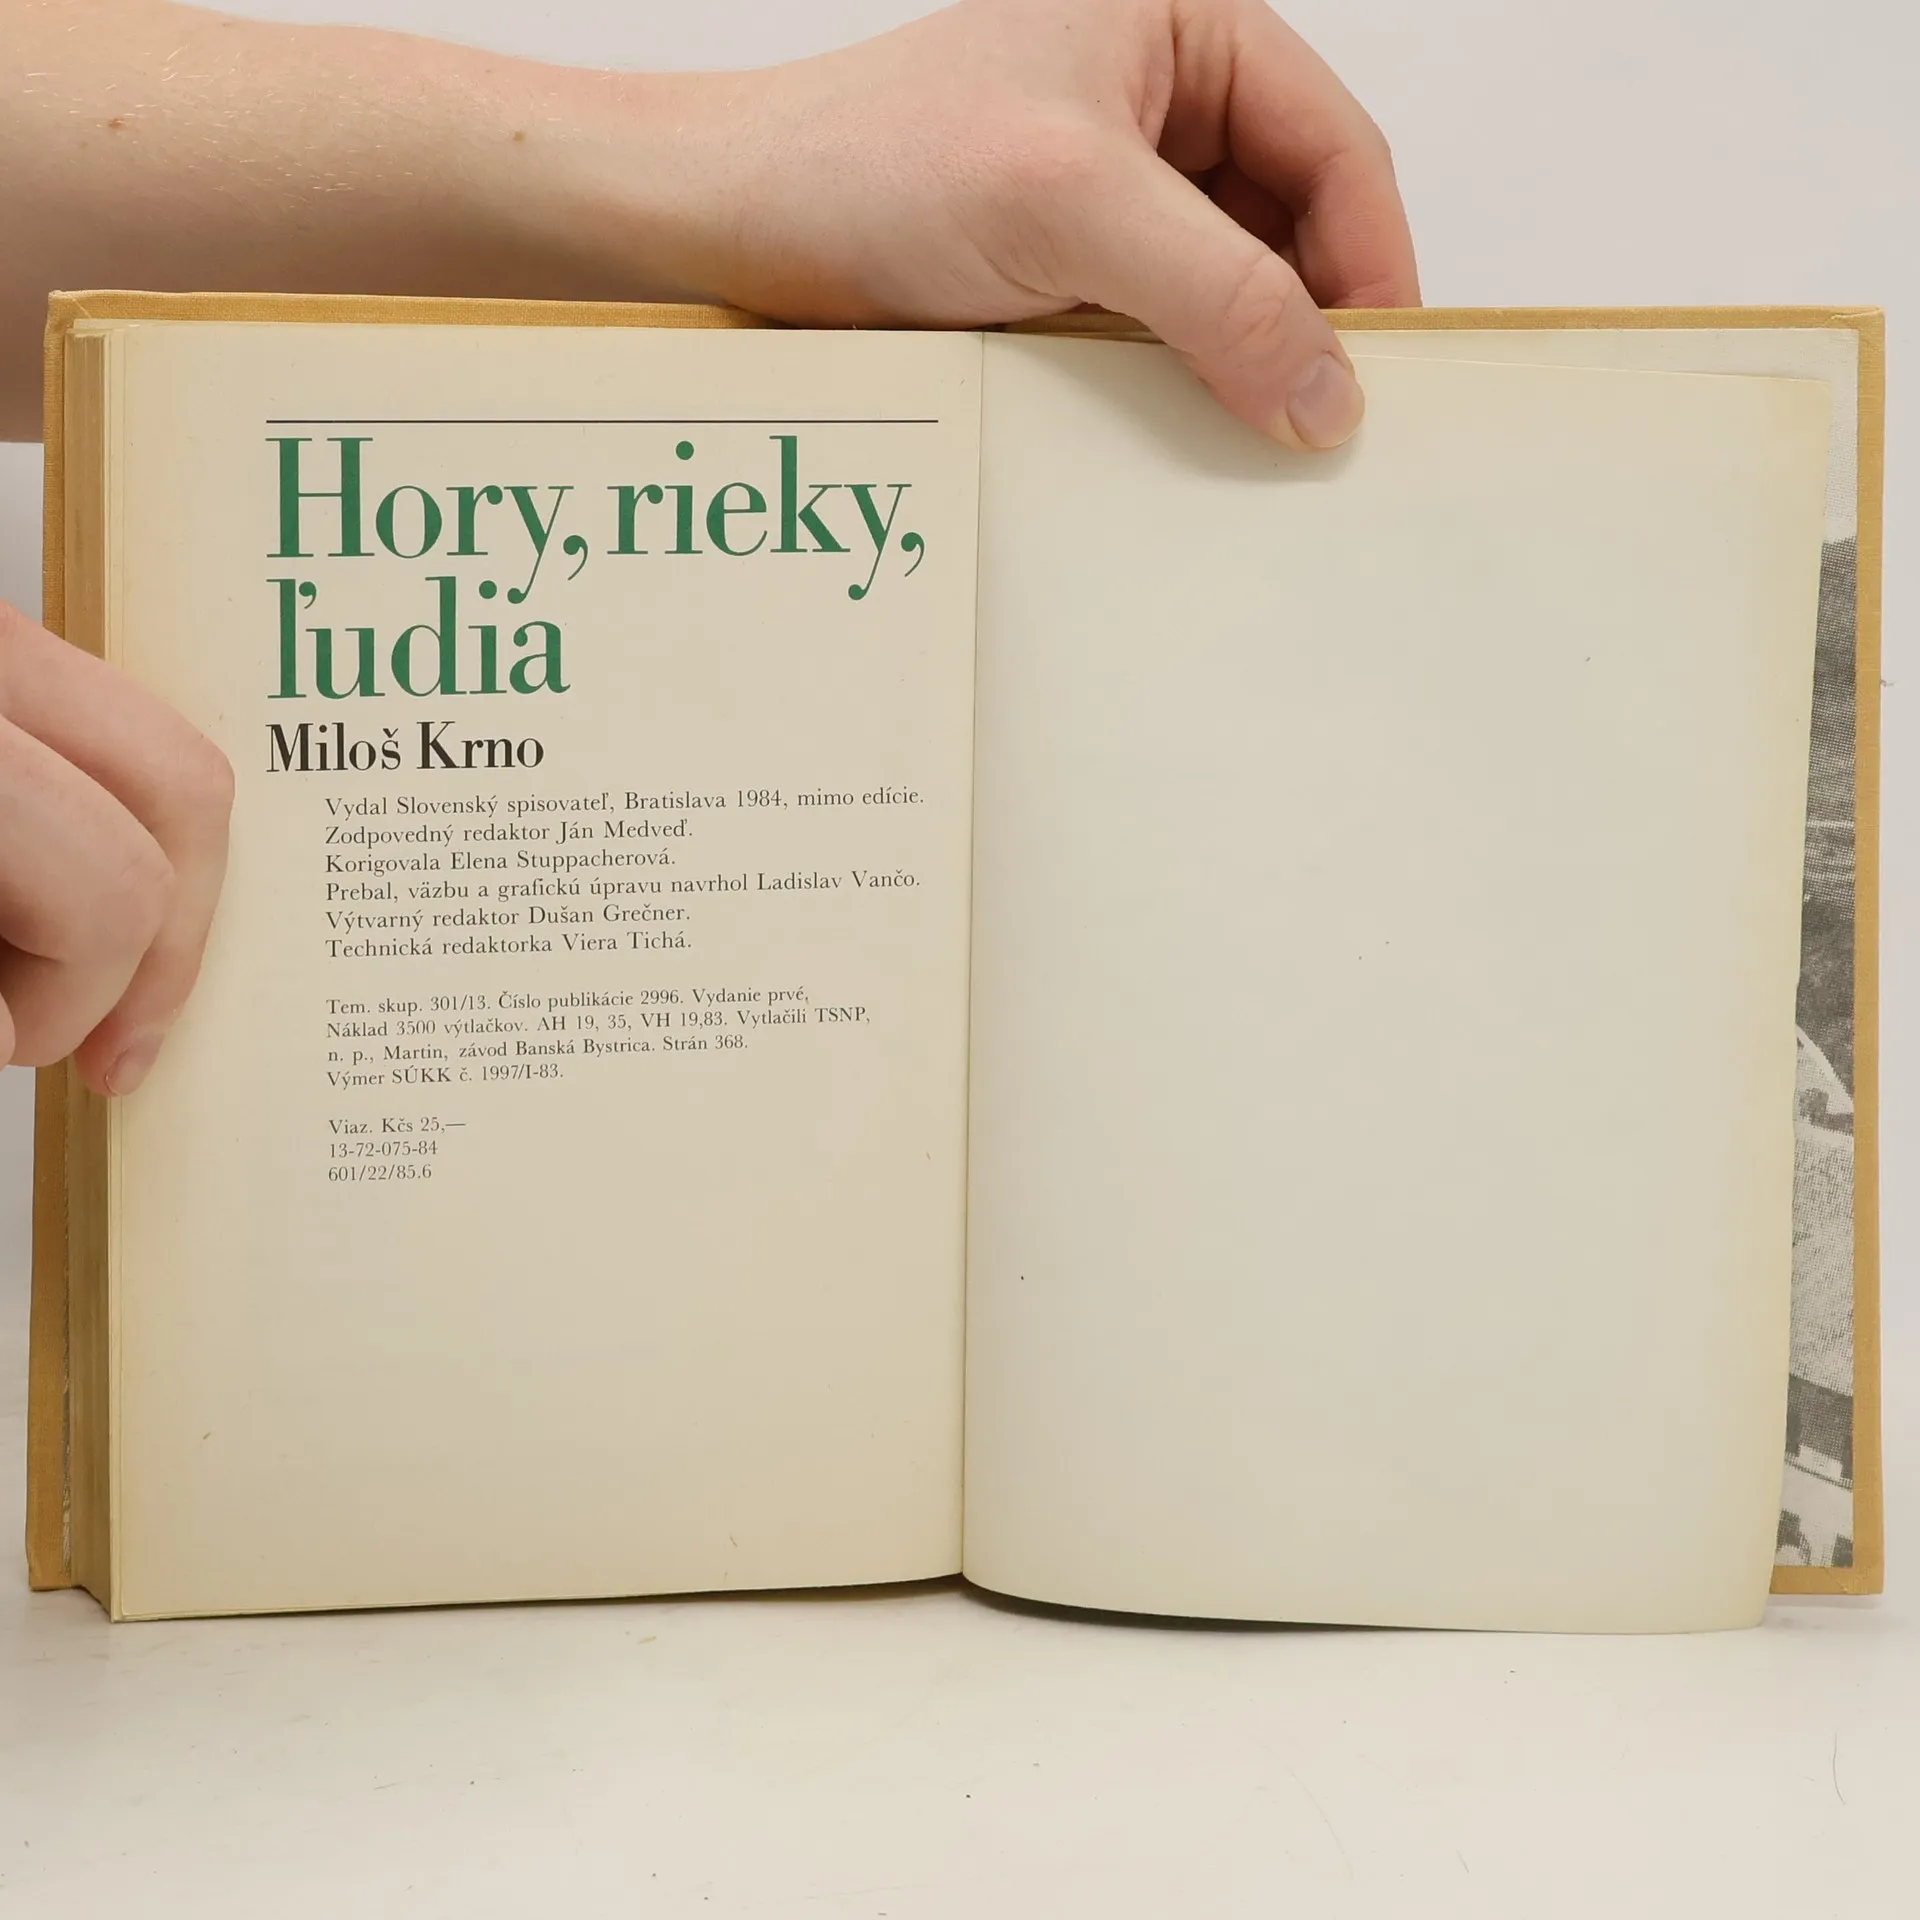 Hory, rieky,
ľudia
Miloš Krno
Vydal Slovenský spisovateľ, Bratislava 1984, mimo edície.
Zodpovedný redaktor Ján Medveď.
Korigovala Elena Stuppacherová.
Prebal, väzbu a grafickú úpravu navrhol Ladislav Vančo.
Výtvarný redaktor Dušan Grečner.
Technická redaktorka Viera Tichá.
Tem. skup. 301/13. Číslo publikácie 2996. Vydanie prvé,
Náklad 3500 výtlačkov. AH 19, 35, VH 19,83. Vytlačili TSNP,
n. p., Martin, závod Banská Bystrica. Strán 368.
Výmer SÚKK č. 1997/I-83.
Viaz. Kčs 25,—
13-72-075-84
601/22/85.6